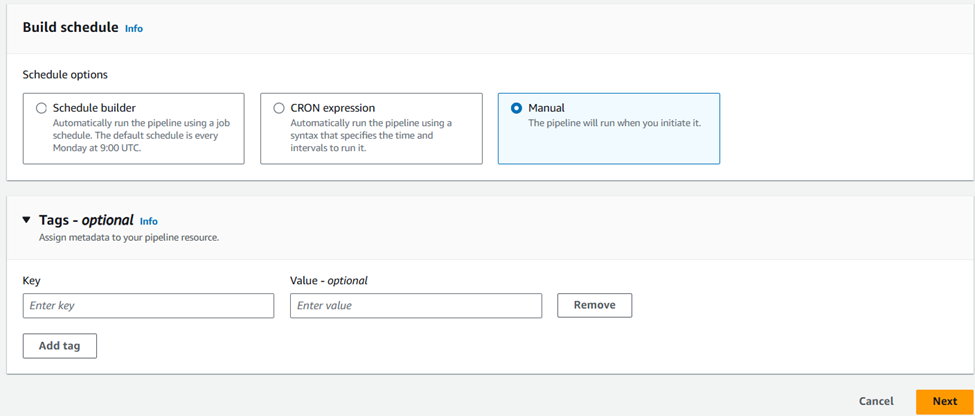 Build schedule Info
Schedule options
Schedule builder
Automatically run the pipeline using a job
schedule. The default schedule is every
Monday at 9:00 UTC.
CRON expression
Automatically run the pipeline using a
syntax that specifies the time and
intervals to run it.
Manual
The pipeline will run when you initiate it.
Tags - optional Info
Assign metadata to your pipeline resource.
Key
Value - optional
Enter key
Enter value
Remove
Add tag
Cancel
Next